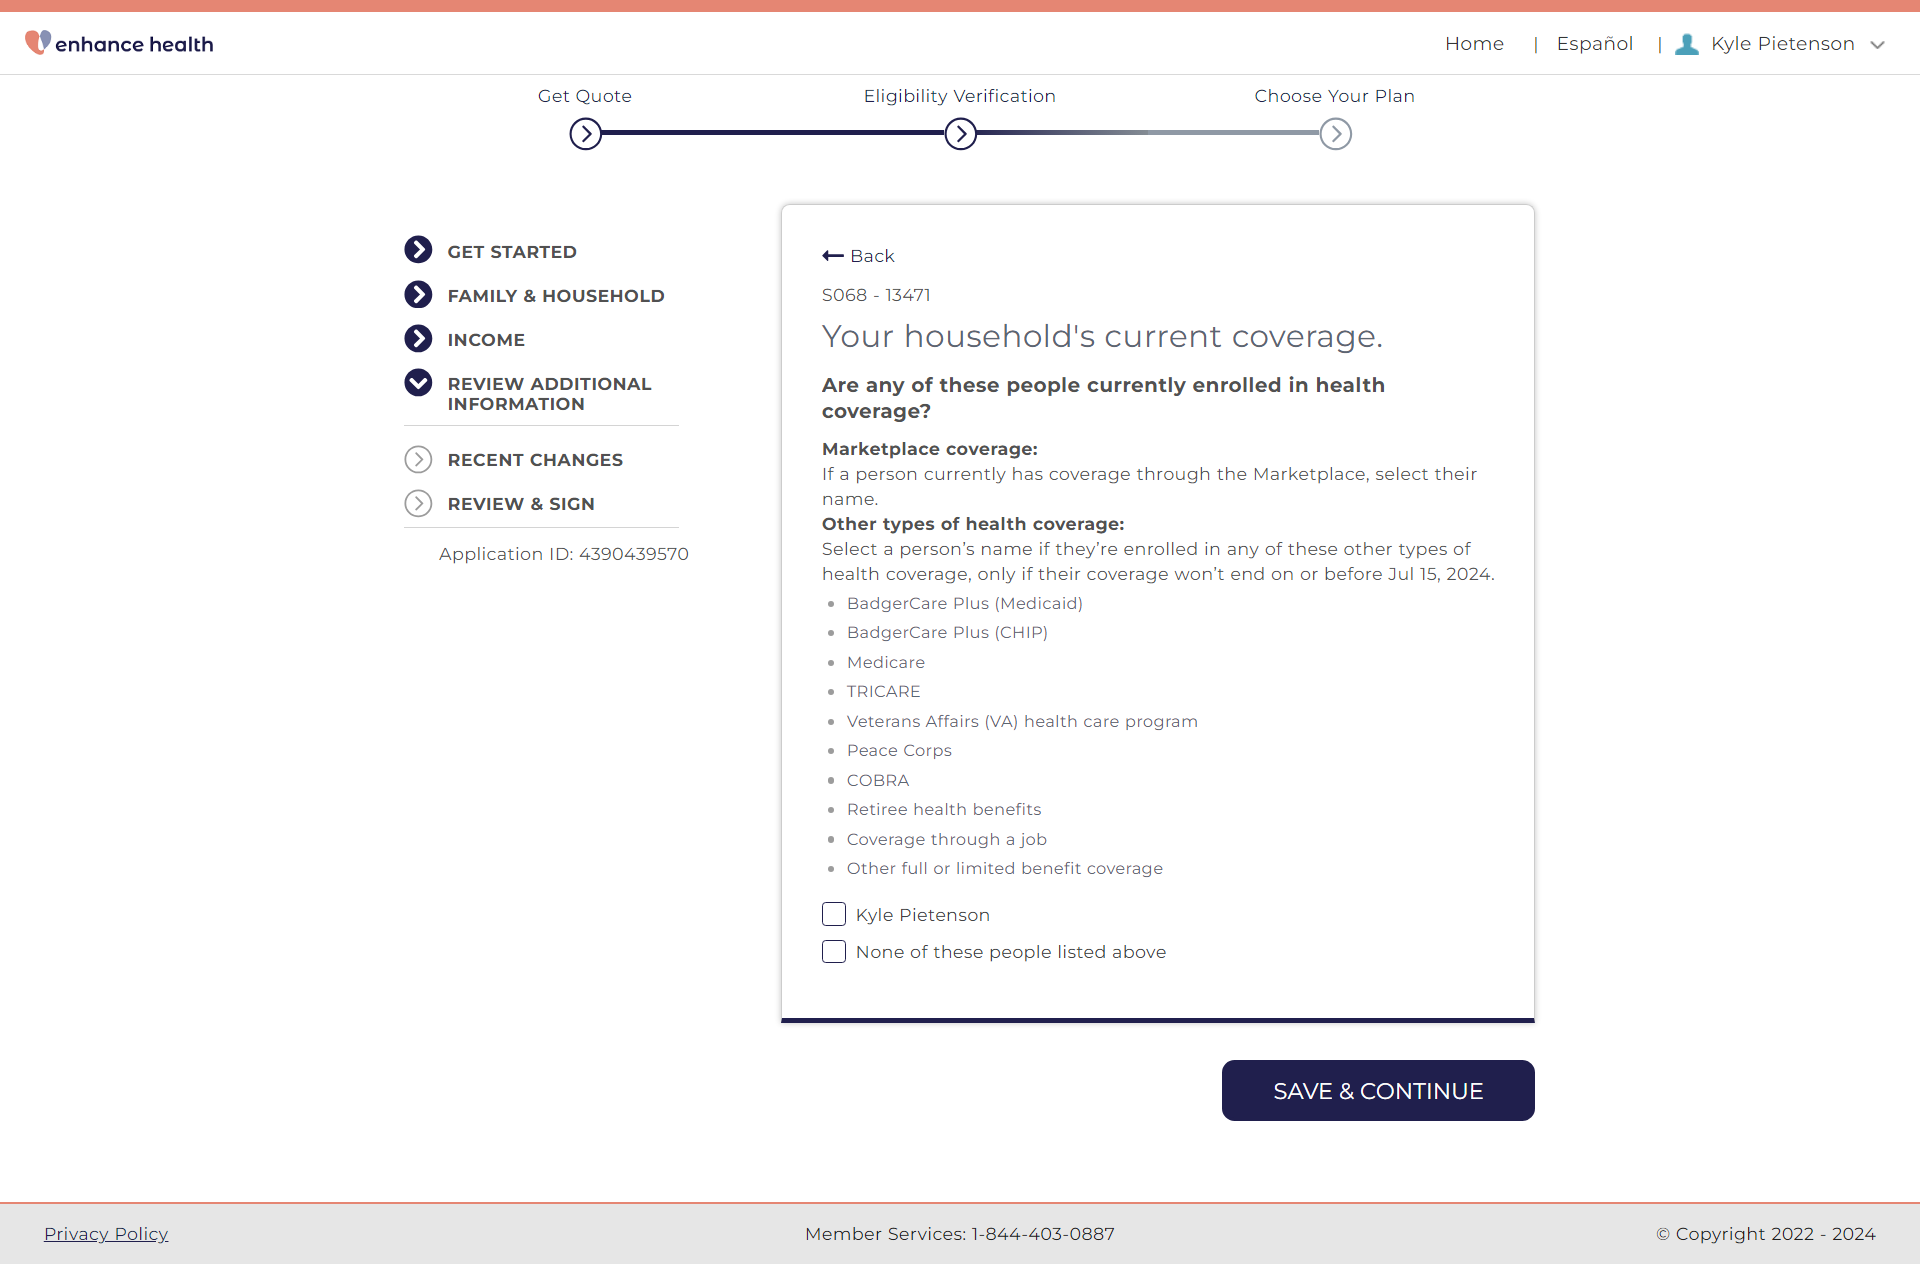 enhance health
Home | Español | Kyle Pietenson
Get Quote
Eligibility Verification
Choose Your Plan
GET STARTED
FAMILY & HOUSEHOLD
INCOME
REVIEW ADDITIONAL
INFORMATION
RECENT CHANGES
REVIEW & SIGN
Application ID: 4390439570
Back
S068 - 13471
Your household's current coverage.
Are any of these people currently enrolled in health
coverage?
Marketplace coverage:
If a person currently has coverage through the Marketplace, select their
name.
Other types of health coverage:
Select a person’s name if they’re enrolled in any of these other types of
health coverage, only if their coverage won’t end on or before Jul 15, 2024.
BadgerCare Plus (Medicaid)
BadgerCare Plus (CHIP)
Medicare
TRICARE
Veterans Affairs (VA) health care program
Peace Corps
COBRA
Retiree health benefits
Coverage through a job
Other full or limited benefit coverage
Kyle Pietenson
None of these people listed above
SAVE & CONTINUE
Privacy Policy
Member Services: 1-844-403-0887
© Copyright 2022 - 2024